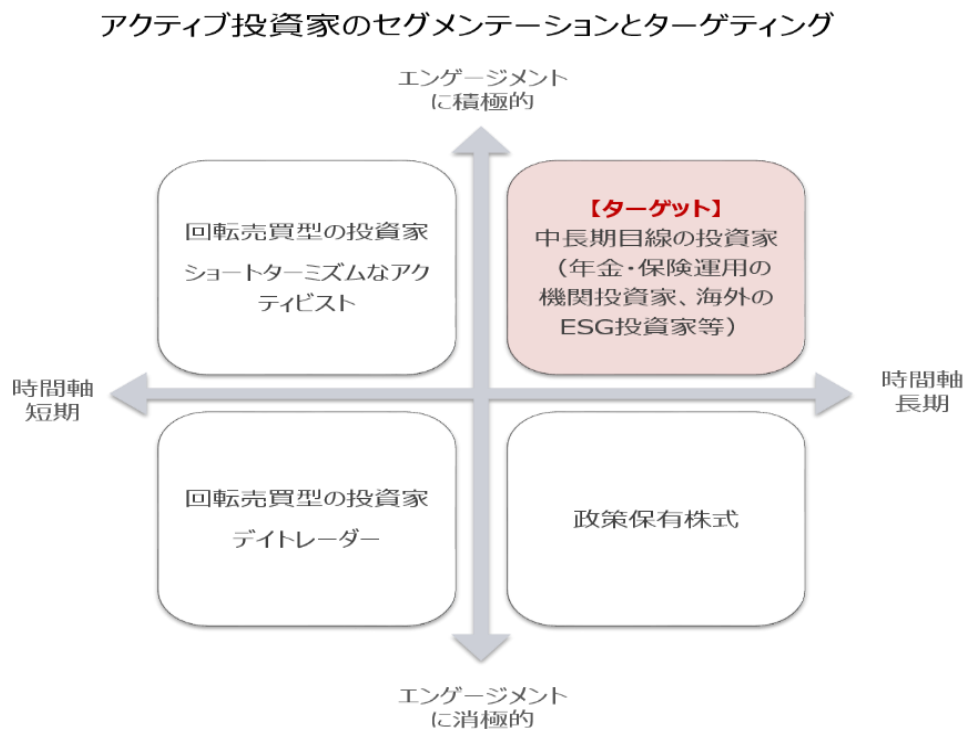 アクティブ投資家のセグメンテーションとターゲティング
エンゲージメント
に積極的
回転売買型の投資家
ショートターミズムなアク
ティビスト
【ターゲット】
中長期目線の投資家
（年金・保険運用の
機関投資家、海外の
ESG投資家等）
時間軸
短期
時間軸
長期
回転売買型の投資家
デイトレーダー
政策保有株式
エンゲージメント
に消極的